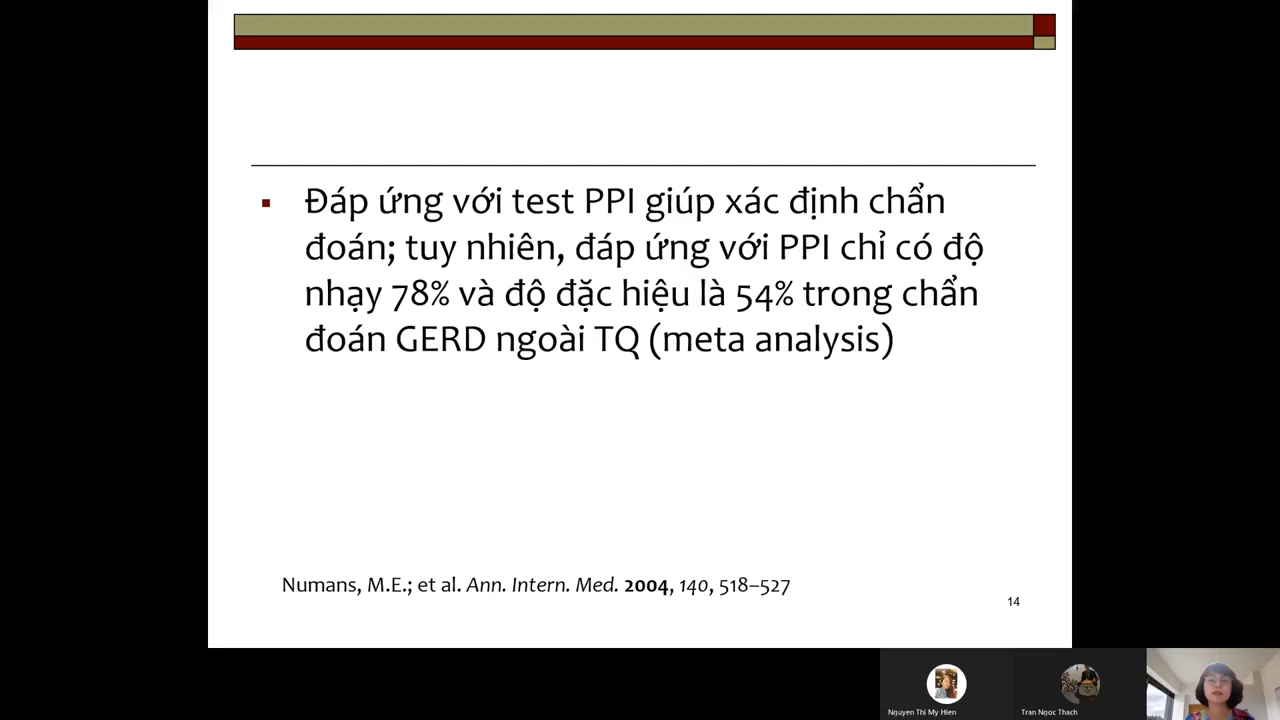 Đáp ứng với test PPI giúp xác định chẩn
đoán; tuy nhiên, đáp ứng với PPI chỉ có độ
nhạy 78% và độ đặc hiệu là 54% trong chẩn
đoán GERD ngoài TQ (meta analysis)
Numans, M.E.; et al. Ann. Intern. Med. 2004, 140, 518–527
14
Nguyen Thi My Hien
Tran Ngoc Thach